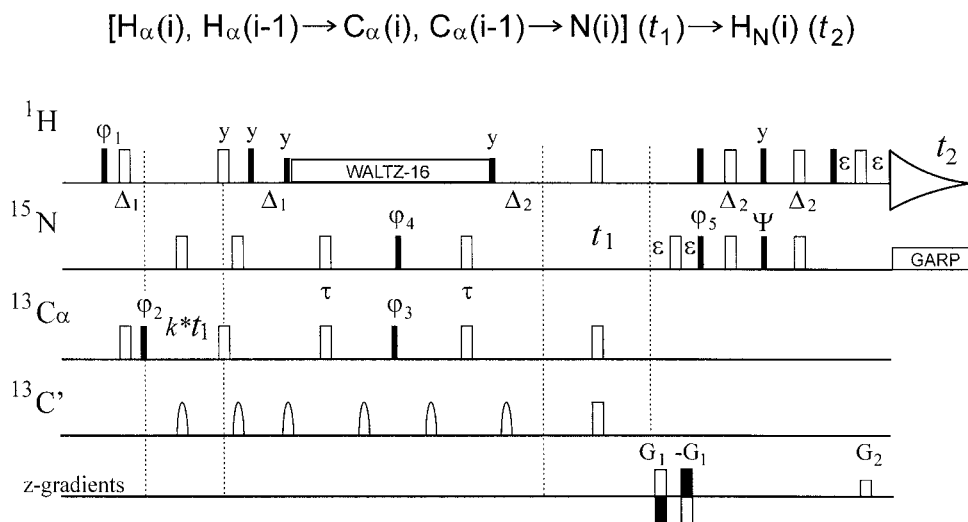 [Hα(i), Hα(i-1)→Cα(i), Cα(i-1)→N(i)] (t₁)→HN(i) (t₂)
¹H φ₁ y y y y y t₂
WALTZ-16 ε ε
Δ₁ Δ₁ Δ₂ Δ₂ Δ₂
¹⁵N φ₄ t₁ φ₅ Ψ
ε ε GARP
τ τ
¹³Cα φ₂ k*t₁ φ₃
¹³C'
G₁ -G₁ G₂
z-gradients